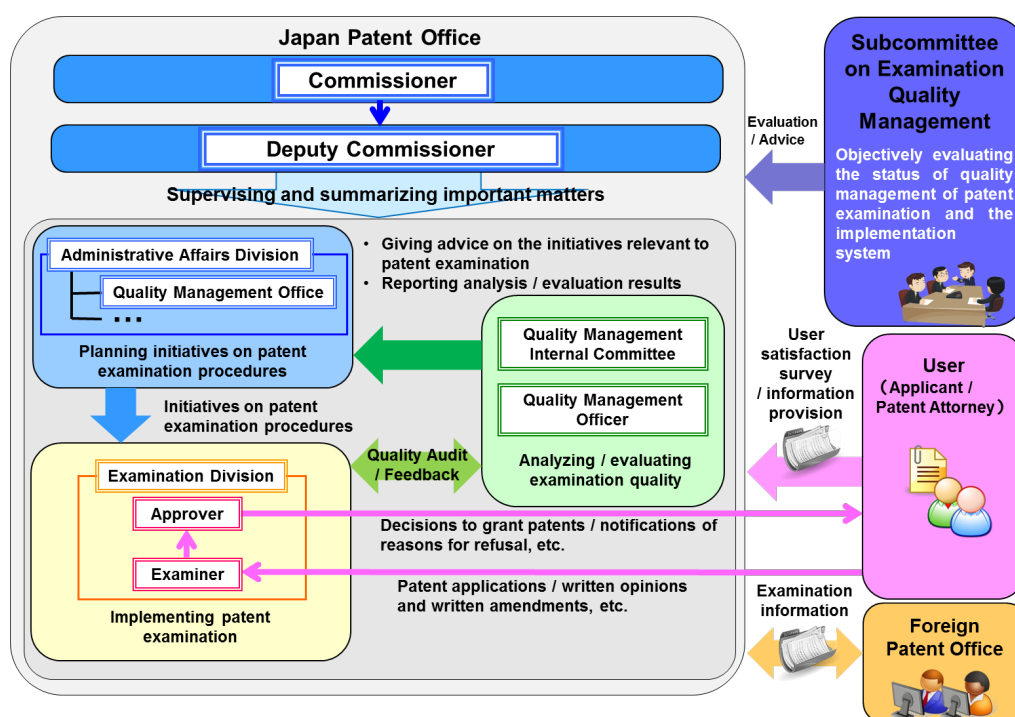 Japan Patent Office
Commissioner
Deputy Commissioner
Supervising and summarizing important matters
Administrative Affairs Division
Quality Management Office
...
Planning initiatives on patent
examination procedures
• Giving advice on the initiatives relevant to
patent examination
• Reporting analysis / evaluation results
Quality Management
Internal Committee
Quality Management
Officer
Analyzing / evaluating
examination quality
Initiatives on patent
examination procedures
Quality Audit
/ Feedback
Examination Division
Approver
Examiner
Implementing patent
examination
Decisions to grant patents / notifications of
reasons for refusal, etc.
Patent applications / written opinions
and written amendments, etc.
Evaluation
/ Advice
Subcommittee
on Examination
Quality
Management
Objectively evaluating
the status of quality
management of patent
examination and the
implementation
system
User
satisfaction
survey
/ information
provision
User
（Applicant /
Patent Attorney）
Examination
information
Foreign
Patent Office